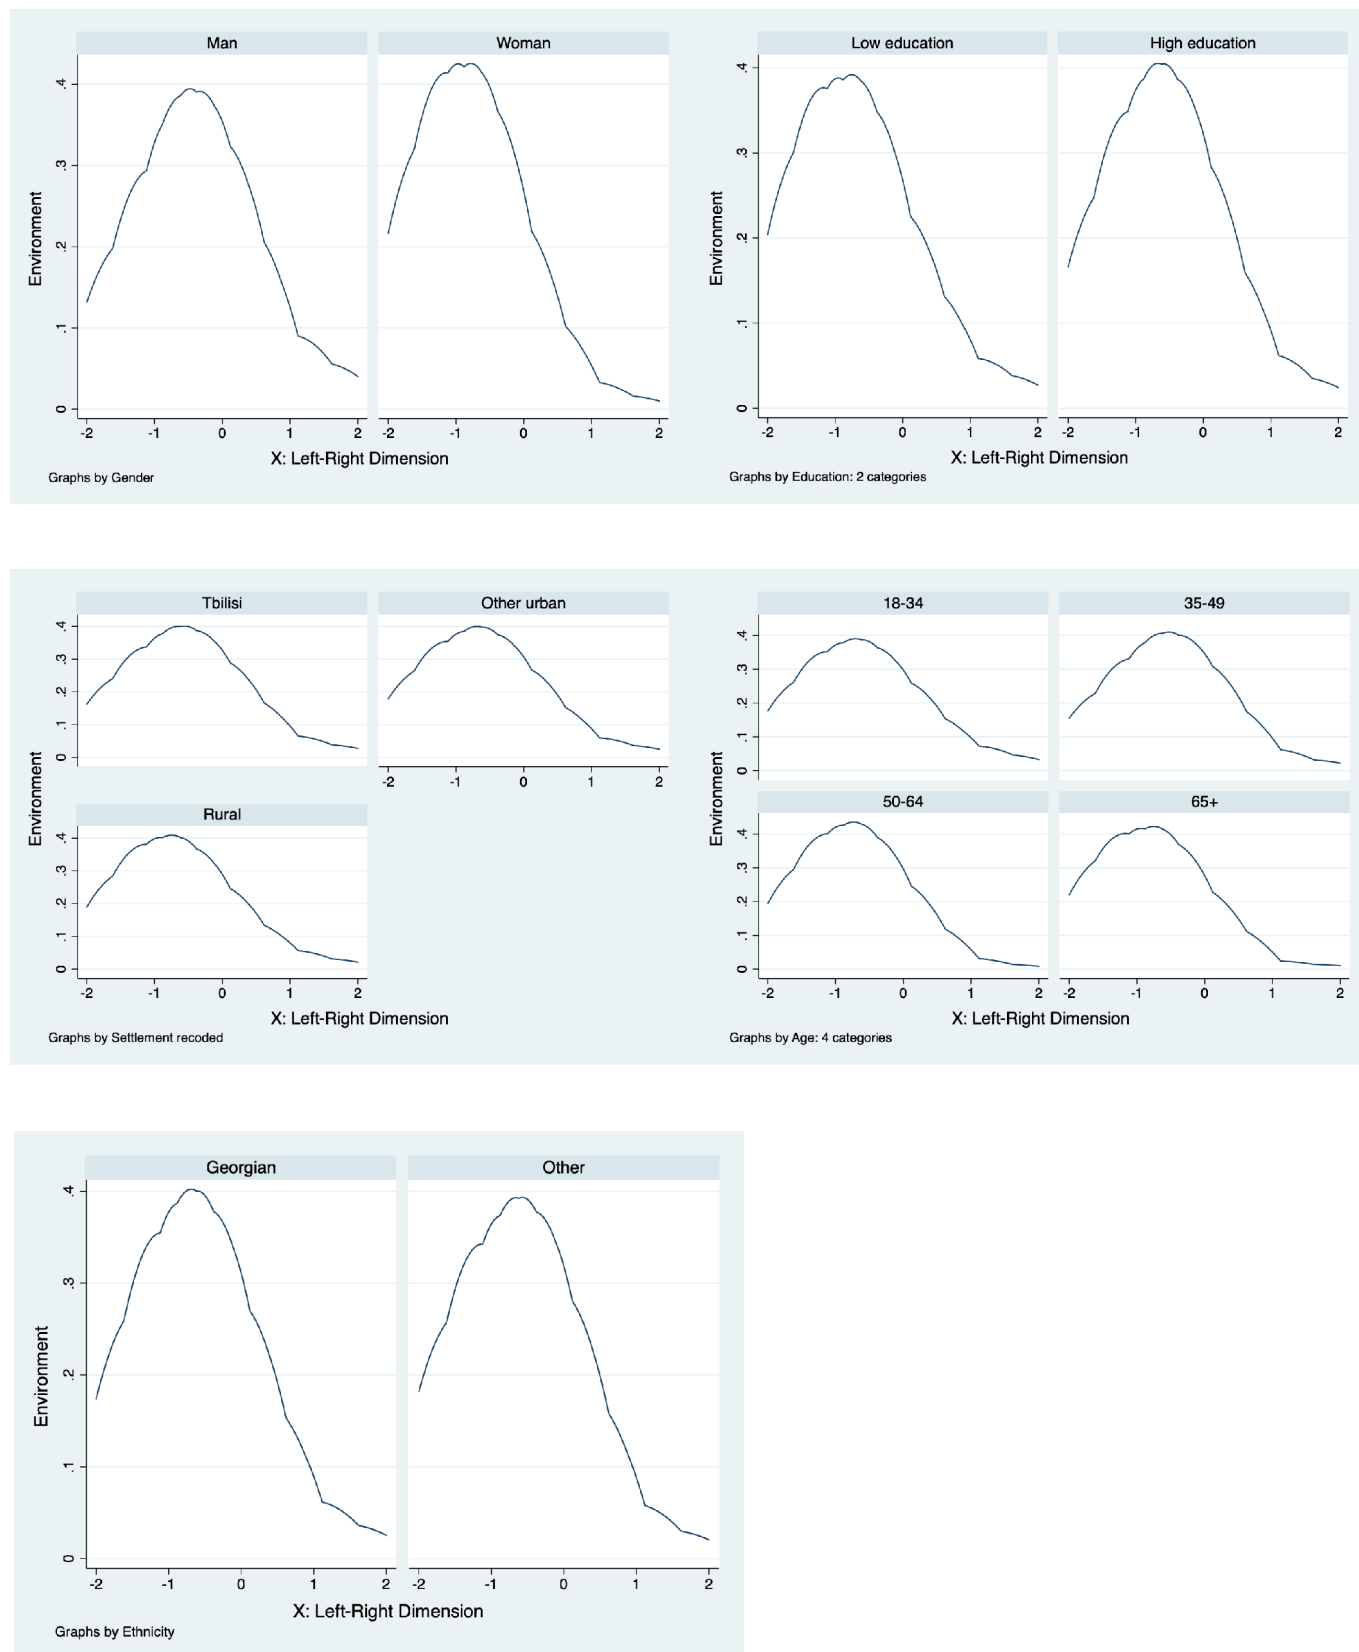 Man Woman
Environment
0 .1 .2 .3 .4
-2 -1 0 1 2 -2 -1 0 1 2
X: Left-Right Dimension
Graphs by Gender
Low education High education
Environment
0 .1 .2 .3 .4
-2 -1 0 1 2 -2 -1 0 1 2
X: Left-Right Dimension
Graphs by Education: 2 categories
Tbilisi Other urban
0 .1 .2 .3 .4
-2 -1 0 1 2
Environment
Rural
0 .1 .2 .3 .4
-2 -1 0 1 2
X: Left-Right Dimension
Graphs by Settlement recoded
18-34 35-49
0 .1 .2 .3 .4
Environment
50-64 65+
0 .1 .2 .3 .4
-2 -1 0 1 2 -2 -1 0 1 2
X: Left-Right Dimension
Graphs by Age: 4 categories
Georgian Other
Environment
0 .1 .2 .3 .4
-2 -1 0 1 2 -2 -1 0 1 2
X: Left-Right Dimension
Graphs by Ethnicity